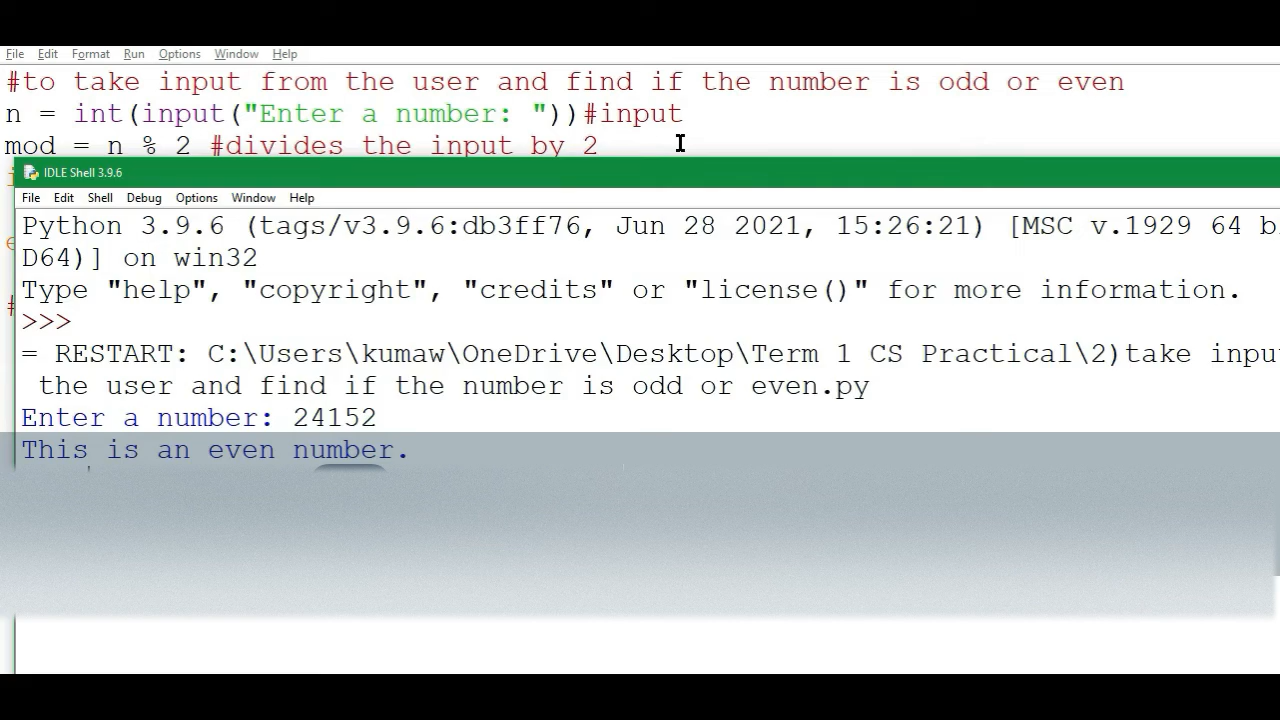 File Edit Format Run Options Window Help
#to take input from the user and find if the number is odd or even
n = int(input("Enter a number: "))#input
mod = n % 2 #divides the input by 2
IDLE Shell 3.9.6
File Edit Shell Debug Options Window Help
Python 3.9.6 (tags/v3.9.6:db3ff76, Jun 28 2021, 15:26:21) [MSC v.1929 64 b
D64)] on win32
Type "help", "copyright", "credits" or "license()" for more information.
>>>
= RESTART: C:\Users\kumaw\OneDrive\Desktop\Term 1 CS Practical\2)take inpu
the user and find if the number is odd or even.py
Enter a number: 24152
This is an even number.